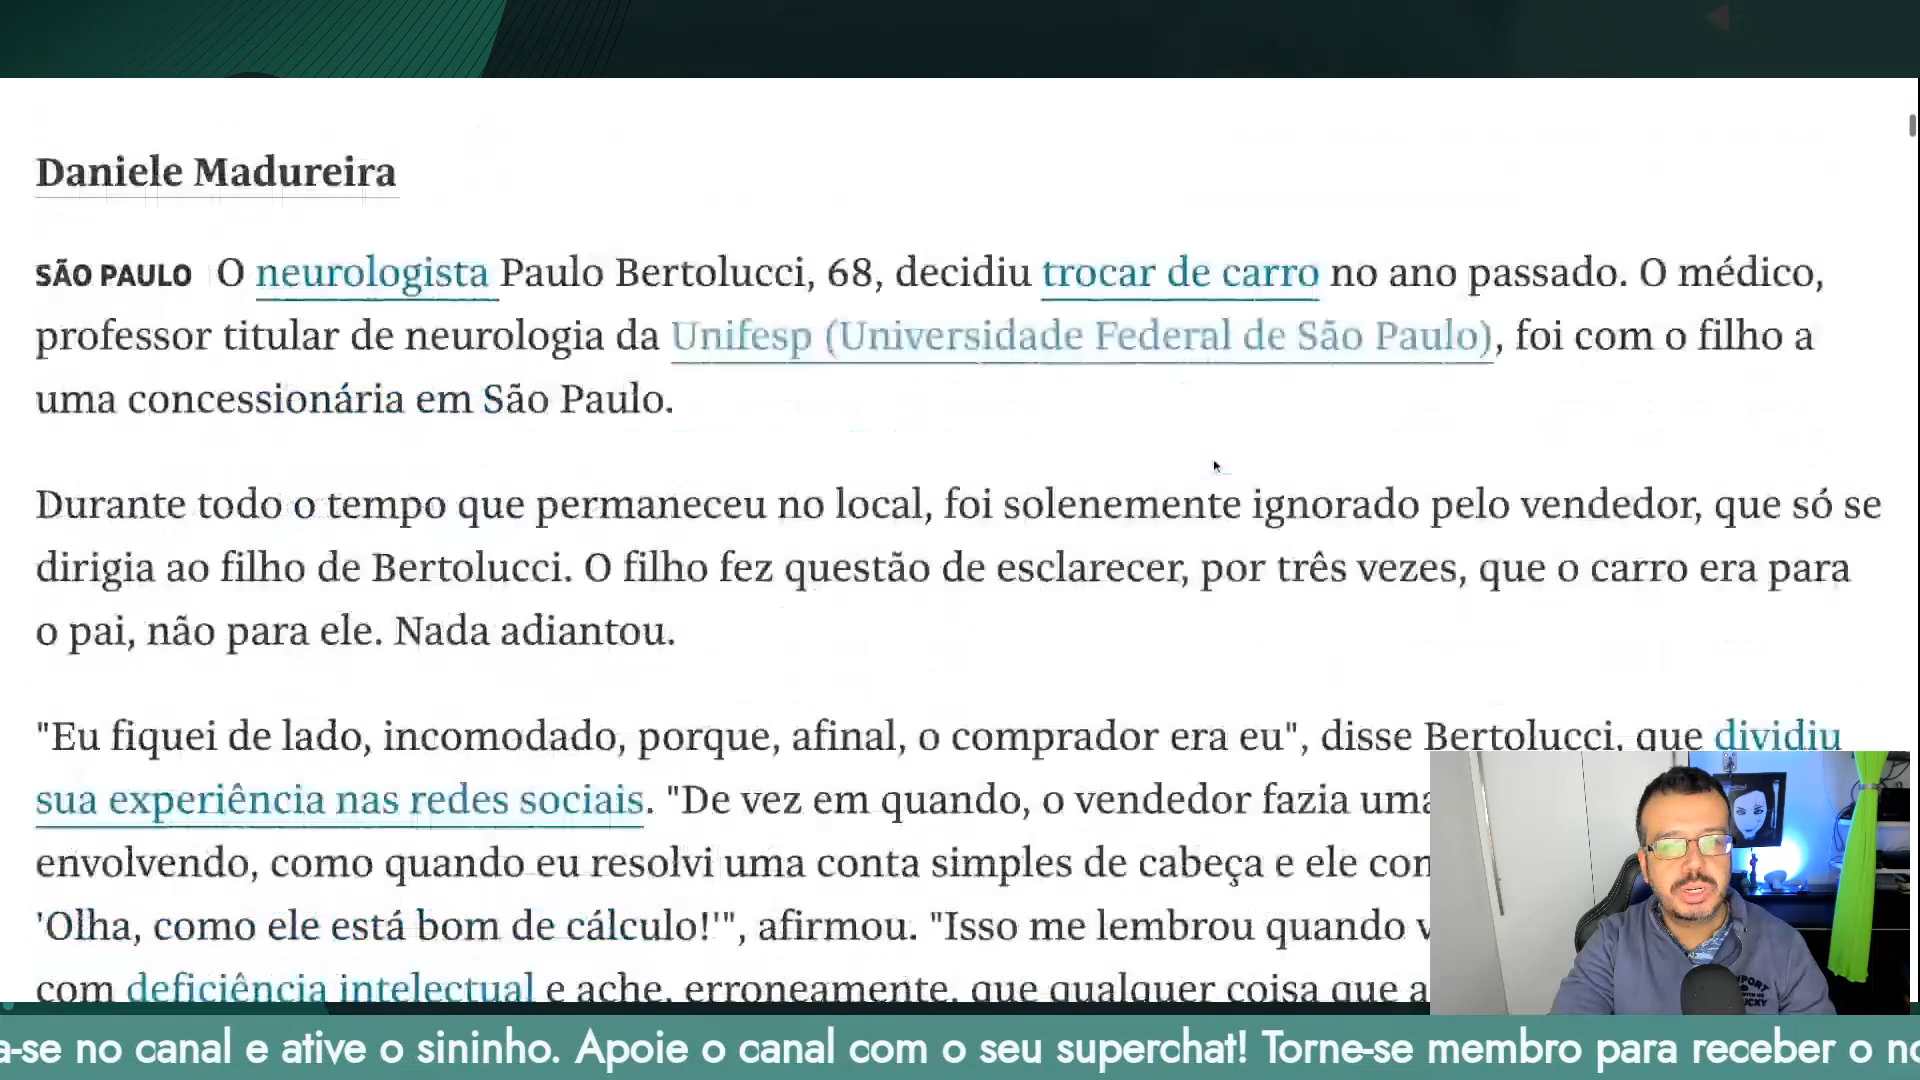 Daniele Madureira
SÃO PAULO O neurologista Paulo Bertolucci, 68, decidiu trocar de carro no ano passado. O médico,
professor titular de neurologia da Unifesp (Universidade Federal de São Paulo), foi com o filho a
uma concessionária em São Paulo.
Durante todo o tempo que permaneceu no local, foi solenemente ignorado pelo vendedor, que só se
dirigia ao filho de Bertolucci. O filho fez questão de esclarecer, por três vezes, que o carro era para
o pai, não para ele. Nada adiantou.
"Eu fiquei de lado, incomodado, porque, afinal, o comprador era eu", disse Bertolucci, que dividiu
sua experiência nas redes sociais. "De vez em quando, o vendedor fazia uma
envolvendo, como quando eu resolvi uma conta simples de cabeça e ele
'Olha, como ele está bom de cálculo!'", afirmou. "Isso me lembrou quando
com deficiência intelectual e ache, erroneamente, que qualquer coisa que
a-se no canal e ative o sininho. Apoie o canal com o seu superchat! Torne-se membro para receber o